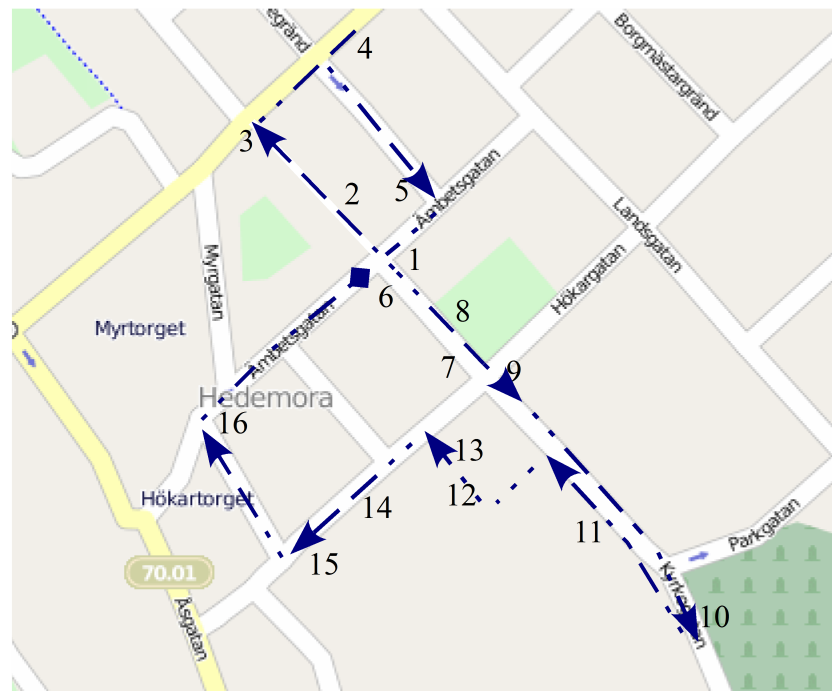 egränd
4
Borgmästargränd
3
5
2
Ämbetsgatan
1
Landsgatan
Myrgatan
6
8
Hökargatan
Myrtorget
Ämbetsgatan
7
9
Hedemora
16
13
12
14
Hökartorget
11
15
Parkgatan
70.01
Kyrkogatan
10
Åsgatan